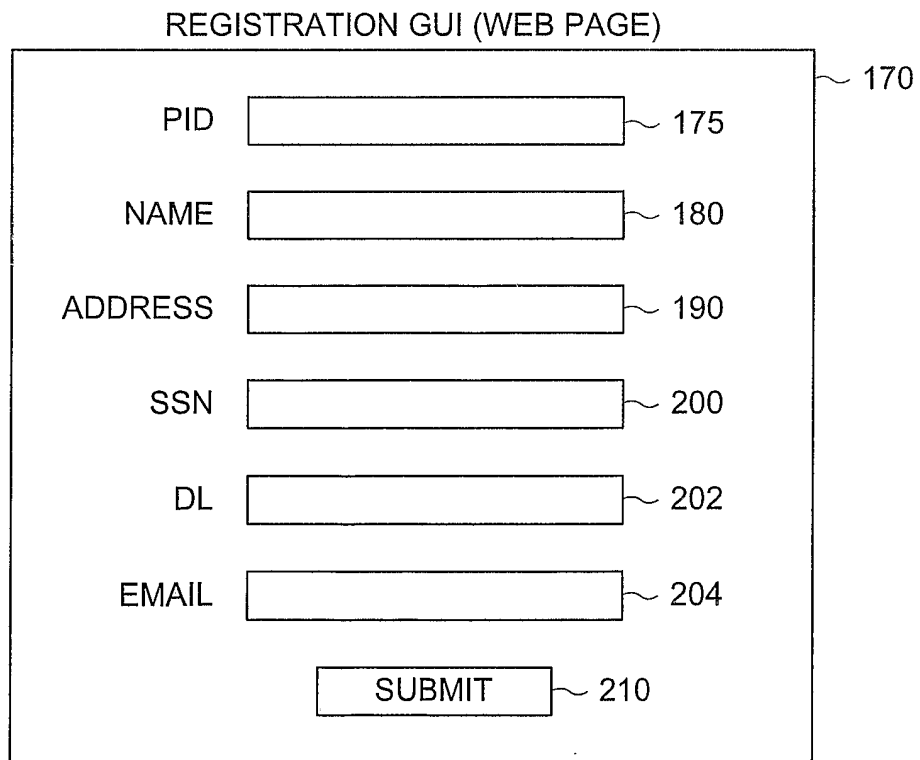 REGISTRATION GUI (WEB PAGE)
170
PID 175
NAME 180
ADDRESS 190
SSN 200
DL 202
EMAIL 204
SUBMIT 210